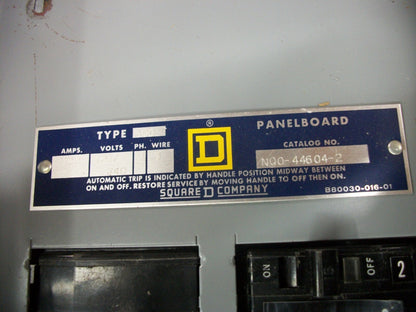 TYPE
PANELBOARD
AMPS. VOLTS PH. WIRE
CATALOG NO.
NQO-44604-2
D
®
AUTOMATIC TRIP IS INDICATED BY HANDLE POSITION MIDWAY BETWEEN
ON AND OFF. RESTORE SERVICE BY MOVING HANDLE TO OFF THEN ON.
SQUARE D COMPANY
B80030-016-01
ON
OFF
2